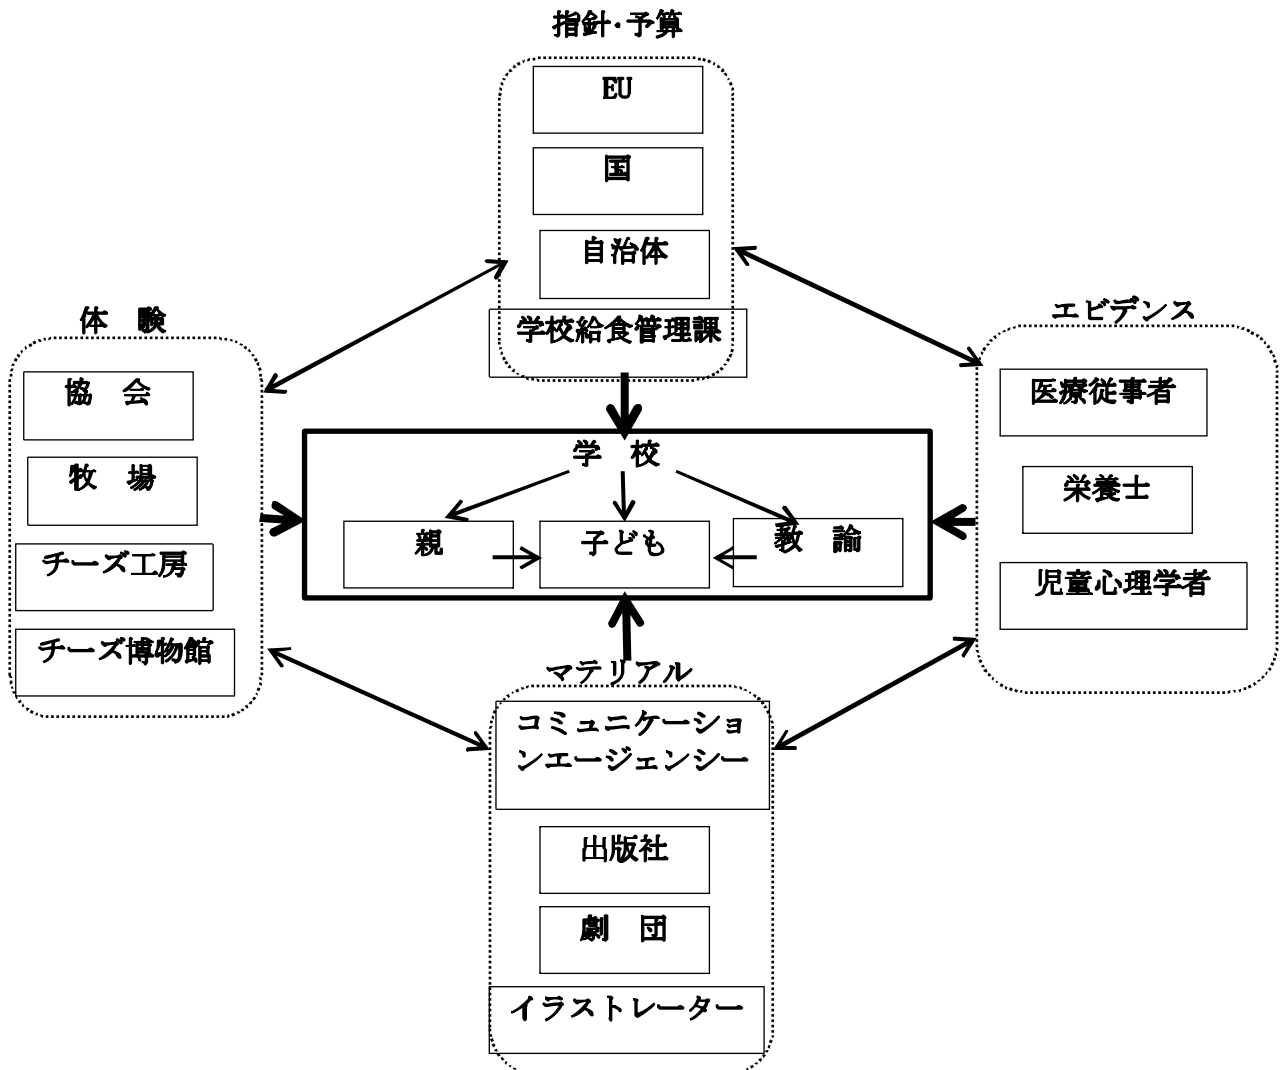 指針・予算
EU
国
自治体
学校給食管理課
体　験
協　会
牧　場
チーズ工房
チーズ博物館
エビデンス
医療従事者
栄養士
児童心理学者
学　校
親
子ども
教　諭
マテリアル
コミュニケーショ
ンエージェンシー
出版社
劇　団
イラストレーター